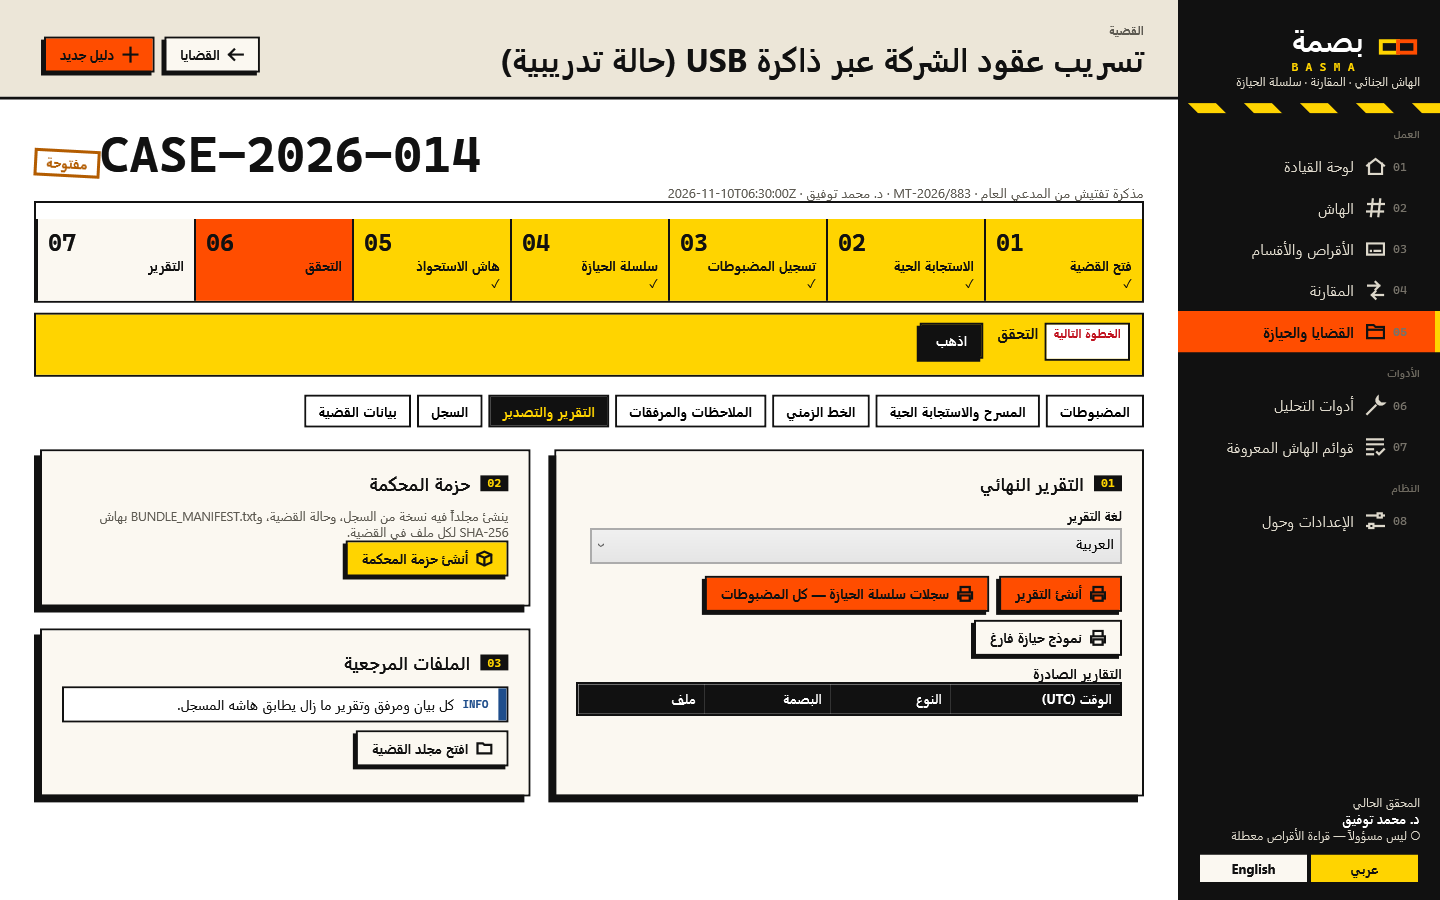 بصمة
BASMA
الهاش الجنائي · المقارنة · سلسلة الحيازة
العمل
01 لوحة القيادة
02 الهاش
03 الأقراص والأقسام
04 المقارنة
05 القضايا والحيازة
الأدوات
06 أدوات التحليل
07 قوائم الهاش المعروفة
النظام
08 الإعدادات وحول
المحقق الحالي
د. محمد توفيق
○ ليس مسؤولاً — قراءة الأقراص معطلة
عربي
English
القضية
تسريب عقود الشركة عبر ذاكرة USB (حالة تدريبية)
القضايا
دليل جديد
CASE-2026-014
مفتوحة
مذكرة تفتيش من المدعي العام · MT-2026/883 · د. محمد توفيق · 2026-11-10T06:30:00Z
01 فتح القضية ✓
02 الاستجابة الحية ✓
03 تسجيل المضبوطات ✓
04 سلسلة الحيازة ✓
05 هاش الاستحواذ ✓
06 التحقق
07 التقرير
الخطوة التالية
التحقق
اذهب
المضبوطات
المسرح والاستجابة الحية
الخط الزمني
الملاحظات والمرفقات
التقرير والتصدير
السجل
بيانات القضية
01 التقرير النهائي
لغة التقرير
العربية
أنشئ التقرير
سجلات سلسلة الحيازة — كل المضبوطات
نموذج حيازة فارغ
التقارير الصادرة
الوقت (UTC)
النوع
البصمة
ملف
02 حزمة المحكمة
ينشئ مجلداً فيه نسخة من السجل، وحالة القضية، وBUNDLE_MANIFEST.txt بهاش
SHA-256 لكل ملف في القضية.
أنشئ حزمة المحكمة
03 الملفات المرجعية
INFO كل بيان ومرفق وتقرير ما زال يطابق هاشه المسجل.
افتح مجلد القضية